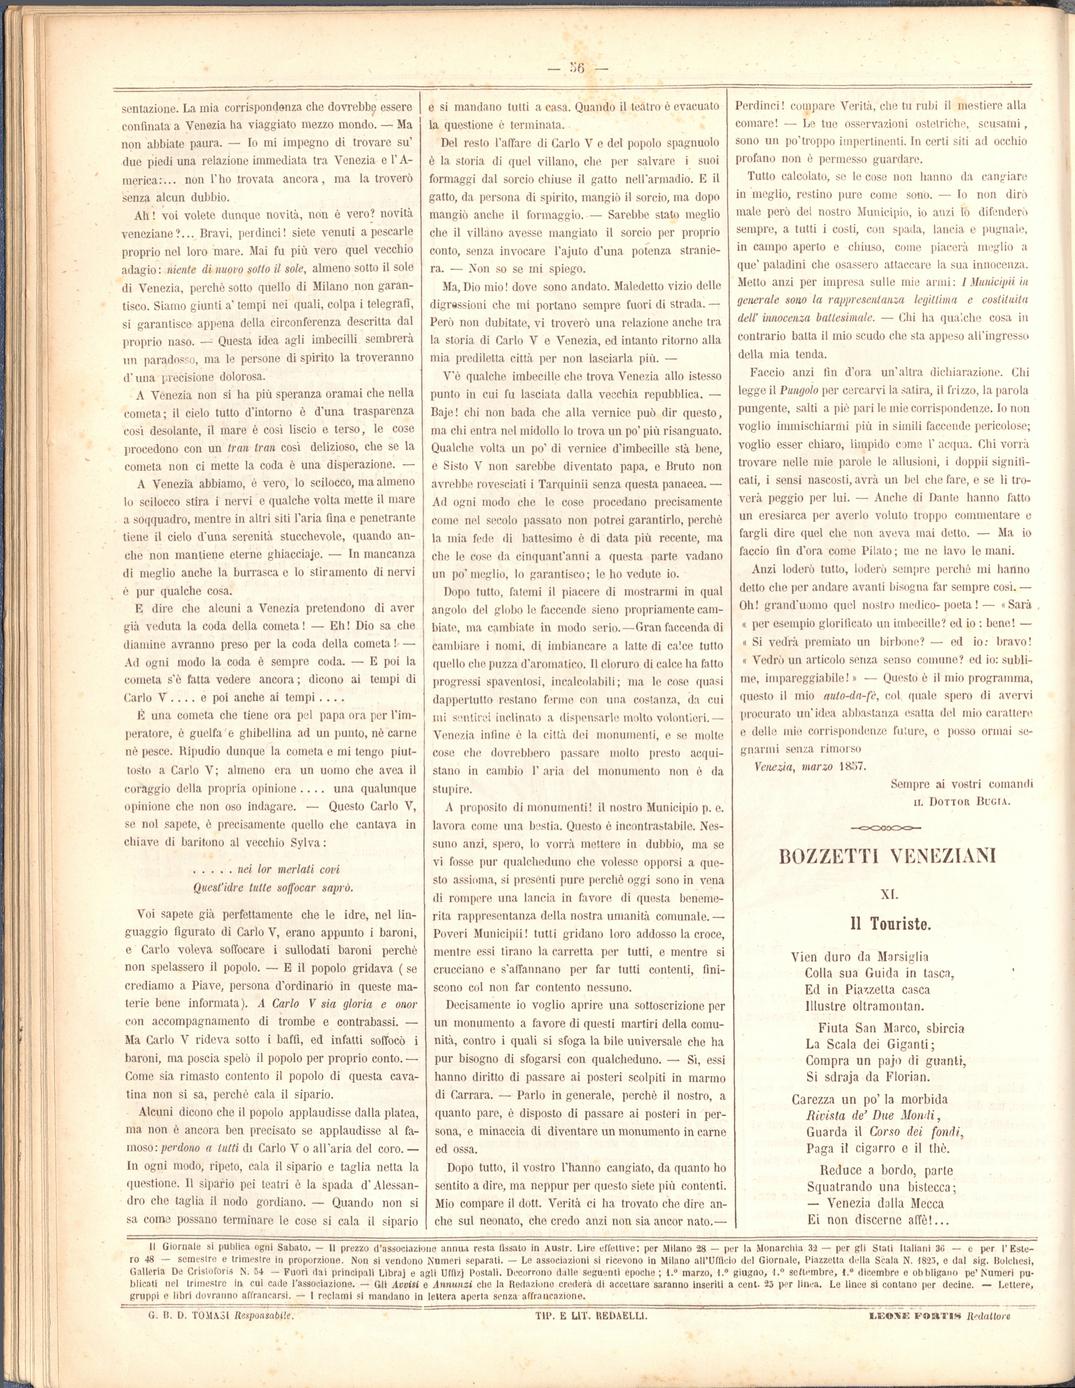 — 56 —
sentazione. La mia corrispondenza che dovrebbe essere
confinata a Venezia ha viaggiato mezzo mondo. — Ma
non abbiate paura. — Io mi impegno di trovare su'
due piedi una relazione immediata tra Venezia e l'A-
merica:... non l'ho trovata ancora, ma la troverò
senza alcun dubbio.
Ah! voi volete dunque novità, non è vero? novità
veneziane?... Bravi, perdinci! siete venuti a pescarle
proprio nel loro mare. Mai fu più vero quel vecchio
adagio: niente di nuovo sotto il sole, almeno sotto il sole
di Venezia, perchè sotto quello di Milano non garan-
tisco. Siamo giunti a' tempi nei quali, colpa i telegrafi,
si garantisce appena della circonferenza descritta dal
proprio naso. — Questa idea agli imbecilli sembrerà
un paradosso, ma le persone di spirito la troveranno
d'una precisione dolorosa.
A Venezia non si ha più speranza oramai che nella
cometa; il cielo tutto d'intorno è d'una trasparenza
così desolante, il mare è così liscio e terso, le cose
procedono con un tran tran così delizioso, che se la
cometa non ci mette la coda è una disperazione. —
A Venezia abbiamo, è vero, lo scilocco, ma almeno
lo scilocco stira i nervi e qualche volta mette il mare
a soqquadro, mentre in altri siti l'aria fina e penetrante
tiene il cielo d'una serenità stucchevole, quando an-
che non mantiene eterne ghiacciaje. — In mancanza
di meglio anche la burrasca e lo stiramento di nervi
è pur qualche cosa.
E dire che alcuni a Venezia pretendono di aver
già veduta la coda della cometa! — Eh! Dio sa che
diamine avranno preso per la coda della cometa! —
Ad ogni modo la coda è sempre coda. — E poi la
cometa s'è fatta vedere ancora; dicono ai tempi di
Carlo V.... e poi anche ai tempi ....
È una cometa che tiene ora pel papa ora per l'im-
peratore, è guelfa e ghibellina ad un punto, nè carne
nè pesce. Ripudio dunque la cometa e mi tengo piut-
tosto a Carlo V; almeno era un uomo che avea il
coraggio della propria opinione .... una qualunque
opinione che non oso indagare. — Questo Carlo V,
se nol sapete, è precisamente quello che cantava in
chiave di baritono al vecchio Sylva:
..... nei lor merlati covi
Quest'idre tutte soffocar saprò.
Voi sapete già perfettamente che le idre, nel lin-
guaggio figurato di Carlo V, erano appunto i baroni,
e Carlo voleva soffocare i sullodati baroni perchè
non spelassero il popolo. — E il popolo gridava (se
crediamo a Piave, persona d'ordinario in queste ma-
terie bene informata). A Carlo V sia gloria e onor
con accompagnamento di trombe e contrabassi. —
Ma Carlo V rideva sotto i baffi, ed infatti soffocò i
baroni, ma poscia spelò il popolo per proprio conto. —
Come sia rimasto contento il popolo di questa cava-
tina non si sa, perchè cala il sipario.
Alcuni dicono che il popolo applaudisse dalla platea,
ma non è ancora ben precisato se applaudisse al fa-
moso: perdono a tutti di Carlo V o all'aria del coro. —
In ogni modo, ripeto, cala il sipario e taglia netta la
questione. Il sipario pei teatri è la spada d'Alessan-
dro che taglia il nodo gordiano. — Quando non si
sa come possano terminare le cose si cala il sipario
e si mandano tutti a casa. Quando il teatro è evacuato
la questione è terminata.
Del resto l'affare di Carlo V e del popolo spagnuolo
è la storia di quel villano, che per salvare i suoi
formaggi dal sorcio chiuse il gatto nell'armadio. E il
gatto, da persona di spirito, mangiò il sorcio, ma dopo
mangiò anche il formaggio. — Sarebbe stato meglio
che il villano avesse mangiato il sorcio per proprio
conto, senza invocare l'ajuto d'una potenza stranie-
ra. — Non so se mi spiego.
Ma, Dio mio! dove sono andato. Maledetto vizio delle
digressioni che mi portano sempre fuori di strada. —
Però non dubitate, vi troverò una relazione anche tra
la storia di Carlo V e Venezia, ed intanto ritorno alla
mia prediletta città per non lasciarla più. —
V'è qualche imbecille che trova Venezia allo istesso
punto in cui fu lasciata dalla vecchia repubblica. —
Baje! chi non bada che alla vernice può dir questo,
ma chi entra nel midollo lo trova un po' più risanguato.
Qualche volta un po' di vernice d'imbecille stà bene,
e Sisto V non sarebbe diventato papa, e Bruto non
avrebbe rovesciati i Tarquinii senza questa panacea. —
Ad ogni modo che le cose procedano precisamente
come nel secolo passato non potrei garantirlo, perchè
la mia fede di battesimo è di data più recente, ma
che le cose da cinquant'anni a questa parte vadano
un po' meglio, lo garantisco; le ho vedute io.
Dopo tutto, fatemi il piacere di mostrarmi in qual
angolo del globo le faccende sieno propriamente cam-
biate, ma cambiate in modo serio. — Gran faccenda di
cambiare i nomi, di imbiancare a latte di calce tutto
quello che puzza d'aromatico. Il cloruro di calce ha fatto
progressi spaventosi, incalcolabili; ma le cose quasi
dappertutto restano ferme con una costanza, da cui
mi sentirei inclinato a dispensarle molto volontieri. —
Venezia infine è la città dei monumenti, e se molte
cose che dovrebbero passare molto presto acqui-
stano in cambio l'aria del monumento non è da
stupire.
A proposito di monumenti! il nostro Municipio p. e.
lavora come una bestia. Questo è incontrastabile. Nes-
suno anzi, spero, lo vorrà mettere in dubbio, ma se
vi fosse pur qualcheduno che volesse opporsi a que-
sto assioma, si presenti pure perchè oggi sono in vena
di rompere una lancia in favore di questa beneme-
rita rappresentanza della nostra umanità comunale. —
Poveri Municipii! tutti gridano loro addosso la croce,
mentre essi tirano la carretta per tutti, e mentre si
crucciano e s'affannano per far tutti contenti, fini-
scono col non far contento nessuno.
Decisamente io voglio aprire una sottoscrizione per
un monumento a favore di questi martiri della comu-
nità, contro i quali si sfoga la bile universale che ha
pur bisogno di sfogarsi con qualcheduno. — Sì, essi
hanno diritto di passare ai posteri scolpiti in marmo
di Carrara. — Parlo in generale, perchè il nostro, a
quanto pare, è disposto di passare ai posteri in per-
sona, e minaccia di diventare un monumento in carne
ed ossa.
Dopo tutto, il vostro l'hanno cangiato, da quanto ho
sentito a dire, ma neppur per questo siete più contenti.
Mio compare il dott. Verità ci ha trovato che dire an-
che sul neonato, che credo anzi non sia ancor nato. —
Perdinci! compare Verità, che tu rubi il mestiere alla
comare! — Le tue osservazioni ostetriche, scusami,
sono un po' troppo impertinenti. In certi siti ad occhio
profano non è permesso guardare.
Tutto calcolato, se le cose non hanno da cangiare
in meglio, restino pure come sono. — Io non dirò
male però del nostro Municipio, io anzi lo difenderò
sempre, a tutti i costi, con spada, lancia e pugnale,
in campo aperto e chiuso, come piacerà meglio a
que' paladini che osassero attaccare la sua innocenza.
Metto anzi per impresa sulle mie armi: I Municipii in
generale sono la rappresentanza legittima e costituita
dell' innocenza battesimale. — Chi ha qualche cosa in
contrario batta il mio scudo che sta appeso all'ingresso
della mia tenda.
Faccio anzi fin d'ora un'altra dichiarazione. Chi
legge il Pungolo per cercarvi la satira, il frizzo, la parola
pungente, salti a piè pari le mie corrispondenze. Io non
voglio immischiarmi più in simili faccende pericolose;
voglio esser chiaro, limpido come l'acqua. Chi vorrà
trovare nelle mie parole le allusioni, i doppii signifi-
cati, i sensi nascosti, avrà un bel che fare, e se li tro-
verà peggio per lui. — Anche di Dante hanno fatto
un eresiarca per averlo voluto troppo commentare e
fargli dire quel che non aveva mai detto. — Ma io
faccio fin d'ora come Pilato; me ne lavo le mani.
Anzi loderò tutto, loderò sempre perchè mi hanno
detto che per andare avanti bisogna far sempre così. —
Oh! grand'uomo quel nostro medico-poeta! — « Sarà
« per esempio glorificato un imbecille? ed io: bene! —
« Si vedrà premiato un birbone? — ed io: bravo!
« Vedrò un articolo senza senso comune? ed io: subli-
me, impareggiabile! » — Questo è il mio programma,
questo il mio auto-da-fè, col quale spero di avervi
procurato un'idea abbastanza esatta del mio carattere
e delle mie corrispondenze future, e posso ormai se-
gnarmi senza rimorso
Venezia, marzo 1857.
Sempre ai vostri comandi
IL DOTTOR BUGIA.
BOZZETTI VENEZIANI
XI.
Il Touriste.
Vien duro da Marsiglia
Colla sua Guida in tasca,
Ed in Piazzetta casca
Illustre oltramontan.
Fiuta San Marco, sbircia
La Scala dei Giganti;
Compra un pajo di guanti,
Si sdraja da Florian.
Carezza un po' la morbida
Rivista de' Due Mondi,
Guarda il Corso dei fondi,
Paga il cigarro e il thè.
Reduce a bordo, parte
Squatrando una bistecca;
— Venezia dalla Mecca
Ei non discerne affè!...
Il Giornale si pubblica ogni Sabato. — Il prezzo d'associazione annua resta fissato in Austr. Lire effettive: per Milano 28 — per la Monarchia 32 — per gli Stati Italiani 36 — e per l'Este-
ro 48 — semestre e trimestre in proporzione. Non si vendono Numeri separati. — Le associazioni si ricevono in Milano all'Ufficio del Giornale, Piazzetta della Scala N. 1825, e dal sig. Bolchesi,
Galleria De Cristoforis N. 54 — Fuori dai principali Libraj e agli Uffizj Postali. Decorrono dalle seguenti epoche; 1.º marzo, 1.º giugno, 1.º settembre, 1.º dicembre e obbligano pe' Numeri pu-
blicati nel trimestre in cui cade l'associazione. — Gli Avvisi e Annunzi che la Redazione crederà di accettare saranno inseriti a cent. 25 per linea. Le linee si contano per decine. — Lettere,
gruppi e libri dovranno affrancarsi. — I reclami si mandano in lettera aperta senza affrancazione.
G. B. D. TOMASI Responsabile.
TIP. E LIT. REDAELLI.
LEONE FORTIS Redattore